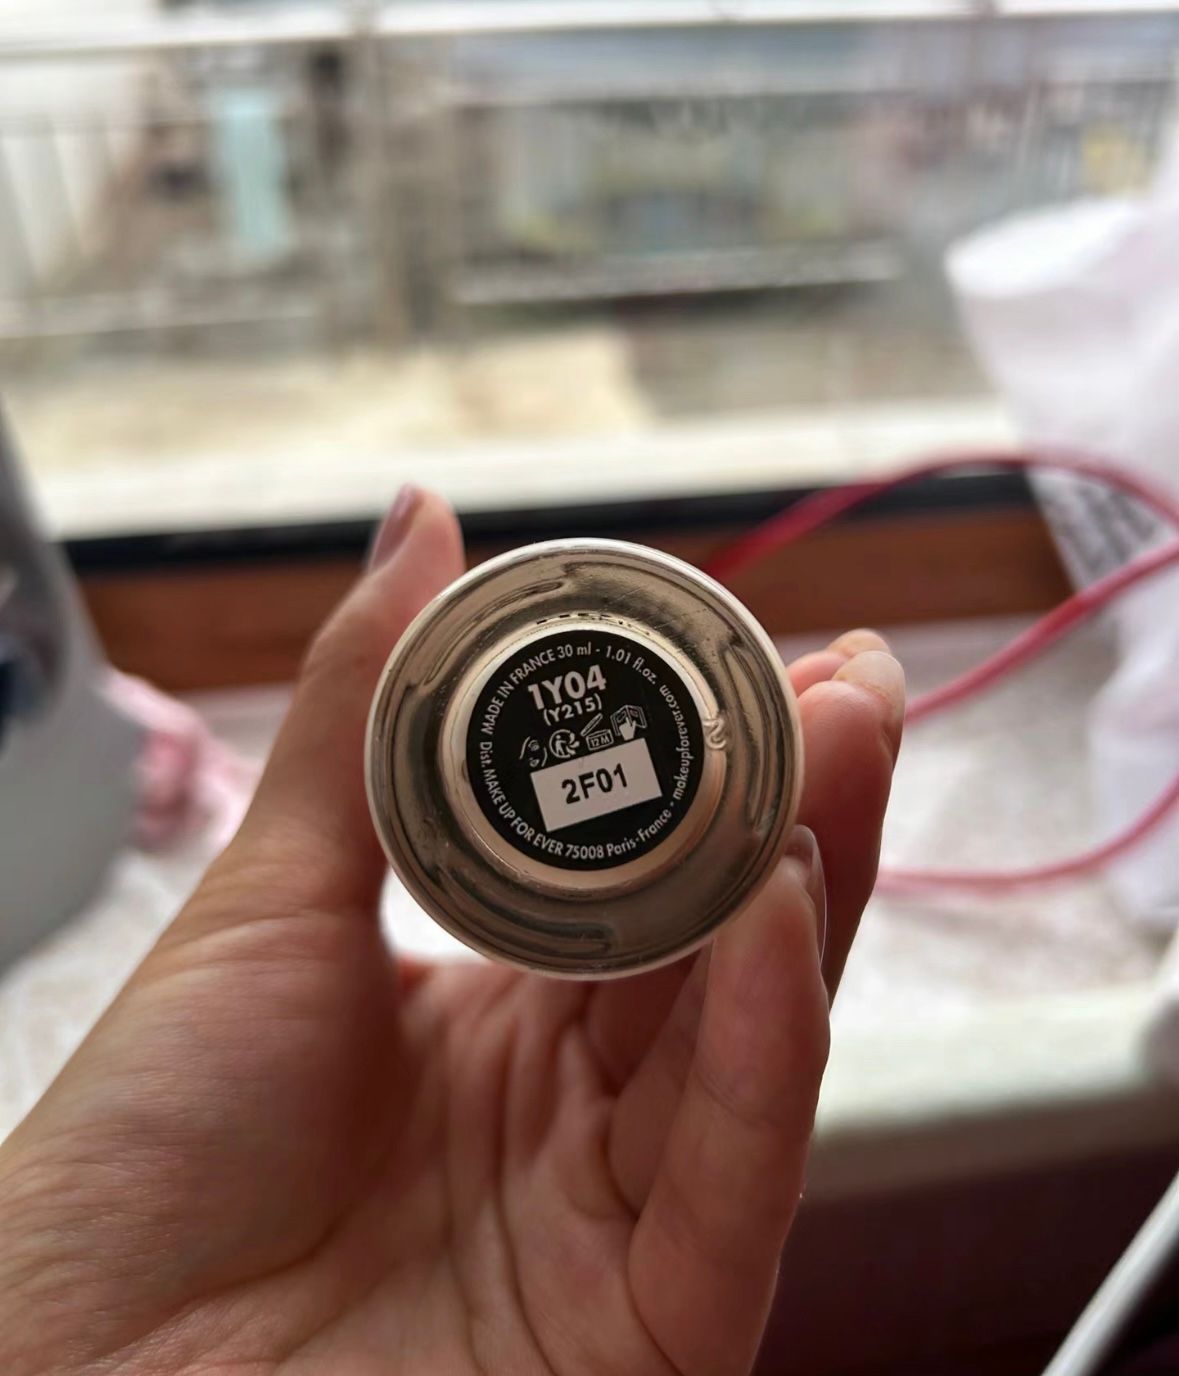 MADE IN FRANCE 30 ml - 1.01 fl.oz.
1Y04
(Y215)
12M
2F01
Dist. MAKE UP FOR EVER 75008 Paris-France - makeupforever.com